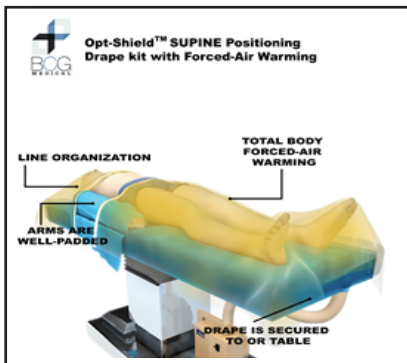 Opt-Shield™ SUPINE Positioning
Drape kit with Forced-Air Warming
BCG
MEDICAL
TOTAL BODY
FORCED-AIR
WARMING
LINE ORGANIZATION
ARMS ARE
WELL-PADDED
DRAPE IS SECURED
TO OR TABLE